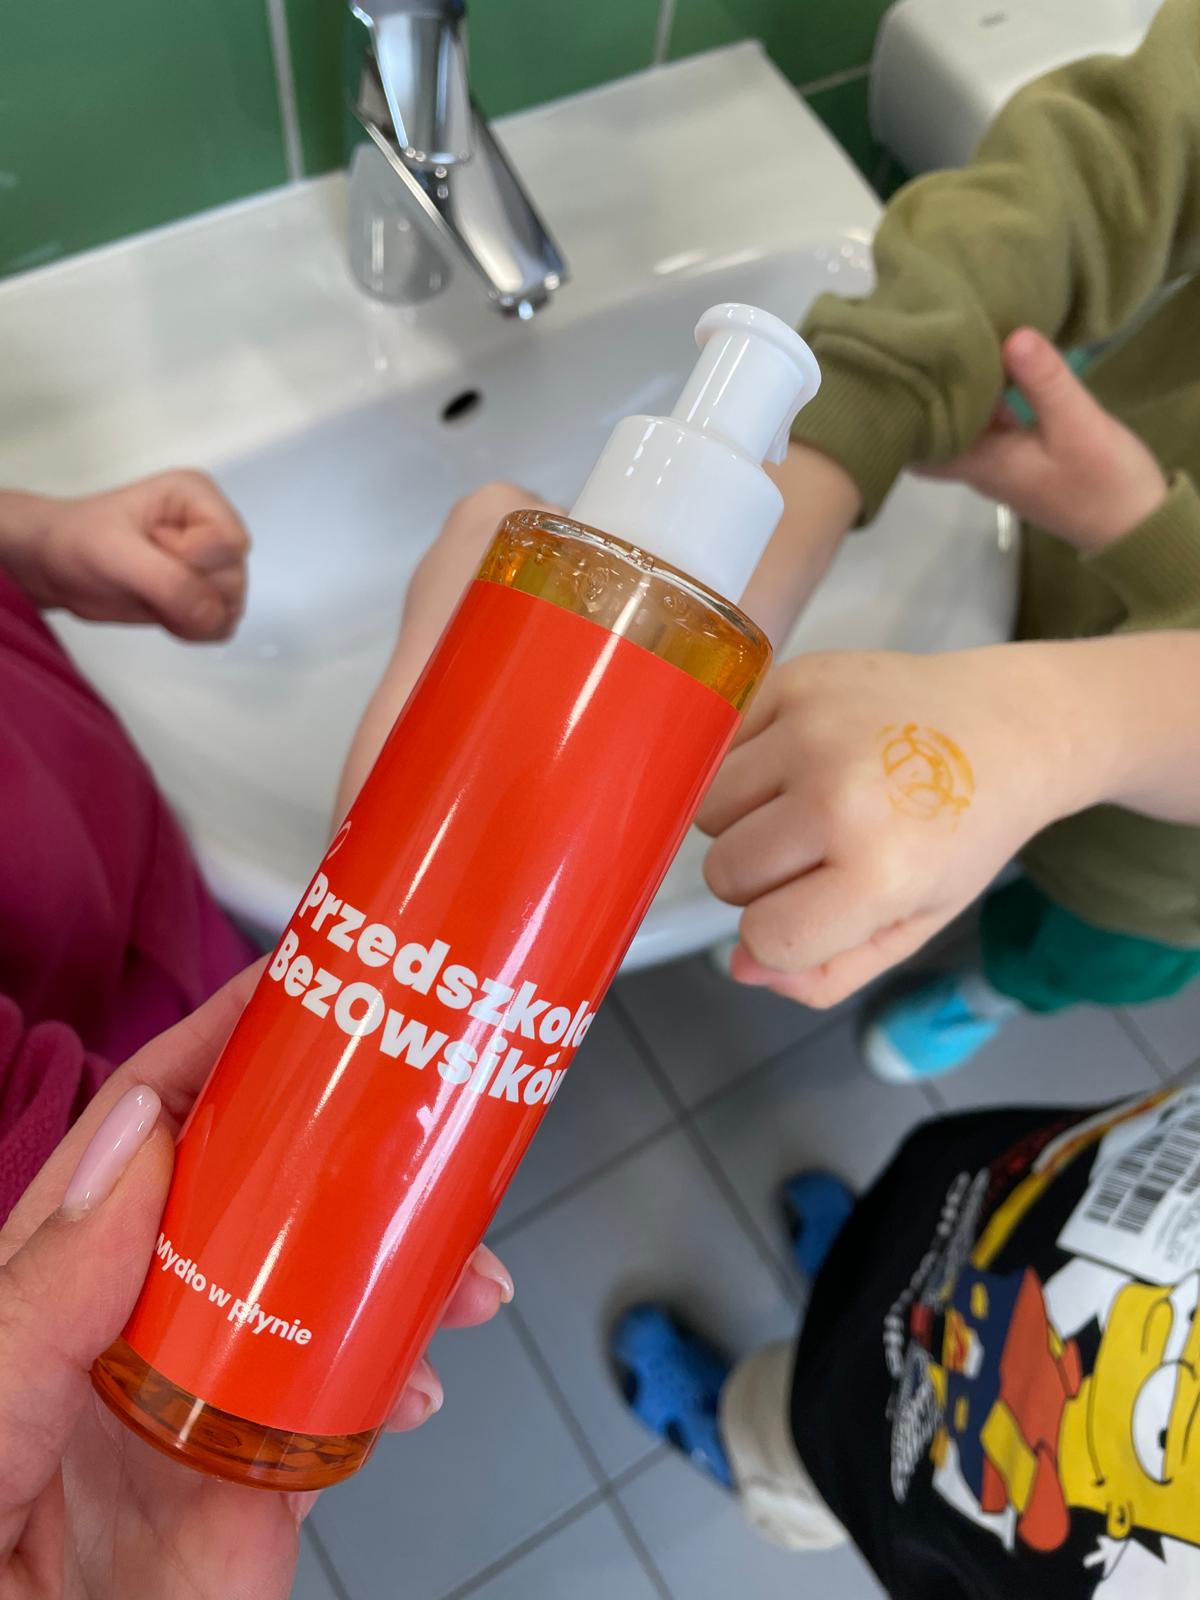 Przedszkola
BezOwsików
Mydło w płynie